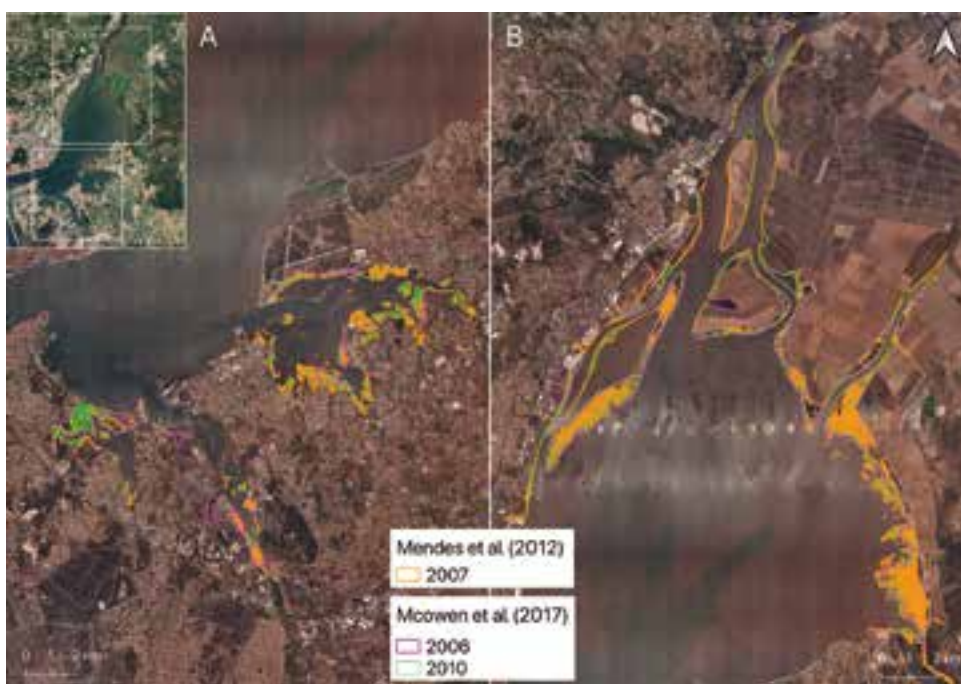 A
B
Mendes et al. (2012)
2007
Mcowen et al. (2017)
2006
2010